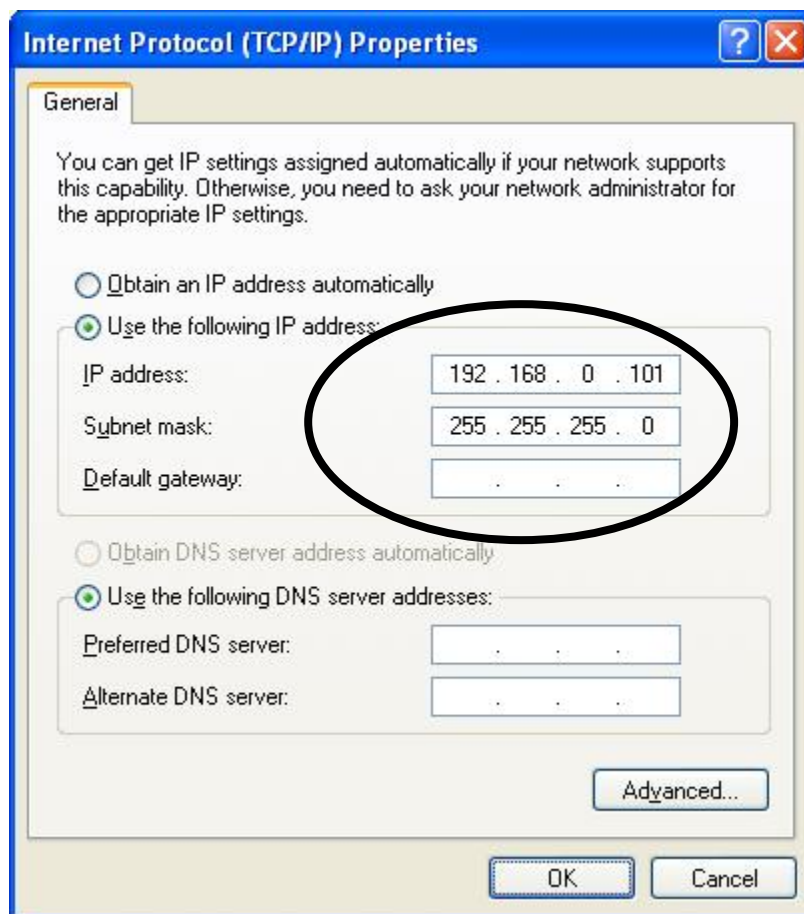 Internet Protocol (TCP/IP) Properties
General
You can get IP settings assigned automatically if your network supports
this capability. Otherwise, you need to ask your network administrator for
the appropriate IP settings.
Obtain an IP address automatically
Use the following IP address:
IP address: 192 . 168 . 0 . 101
Subnet mask: 255 . 255 . 255 . 0
Default gateway: . . .
Obtain DNS server address automatically
Use the following DNS server addresses:
Preferred DNS server: . . .
Alternate DNS server: . . .
Advanced...
OK Cancel